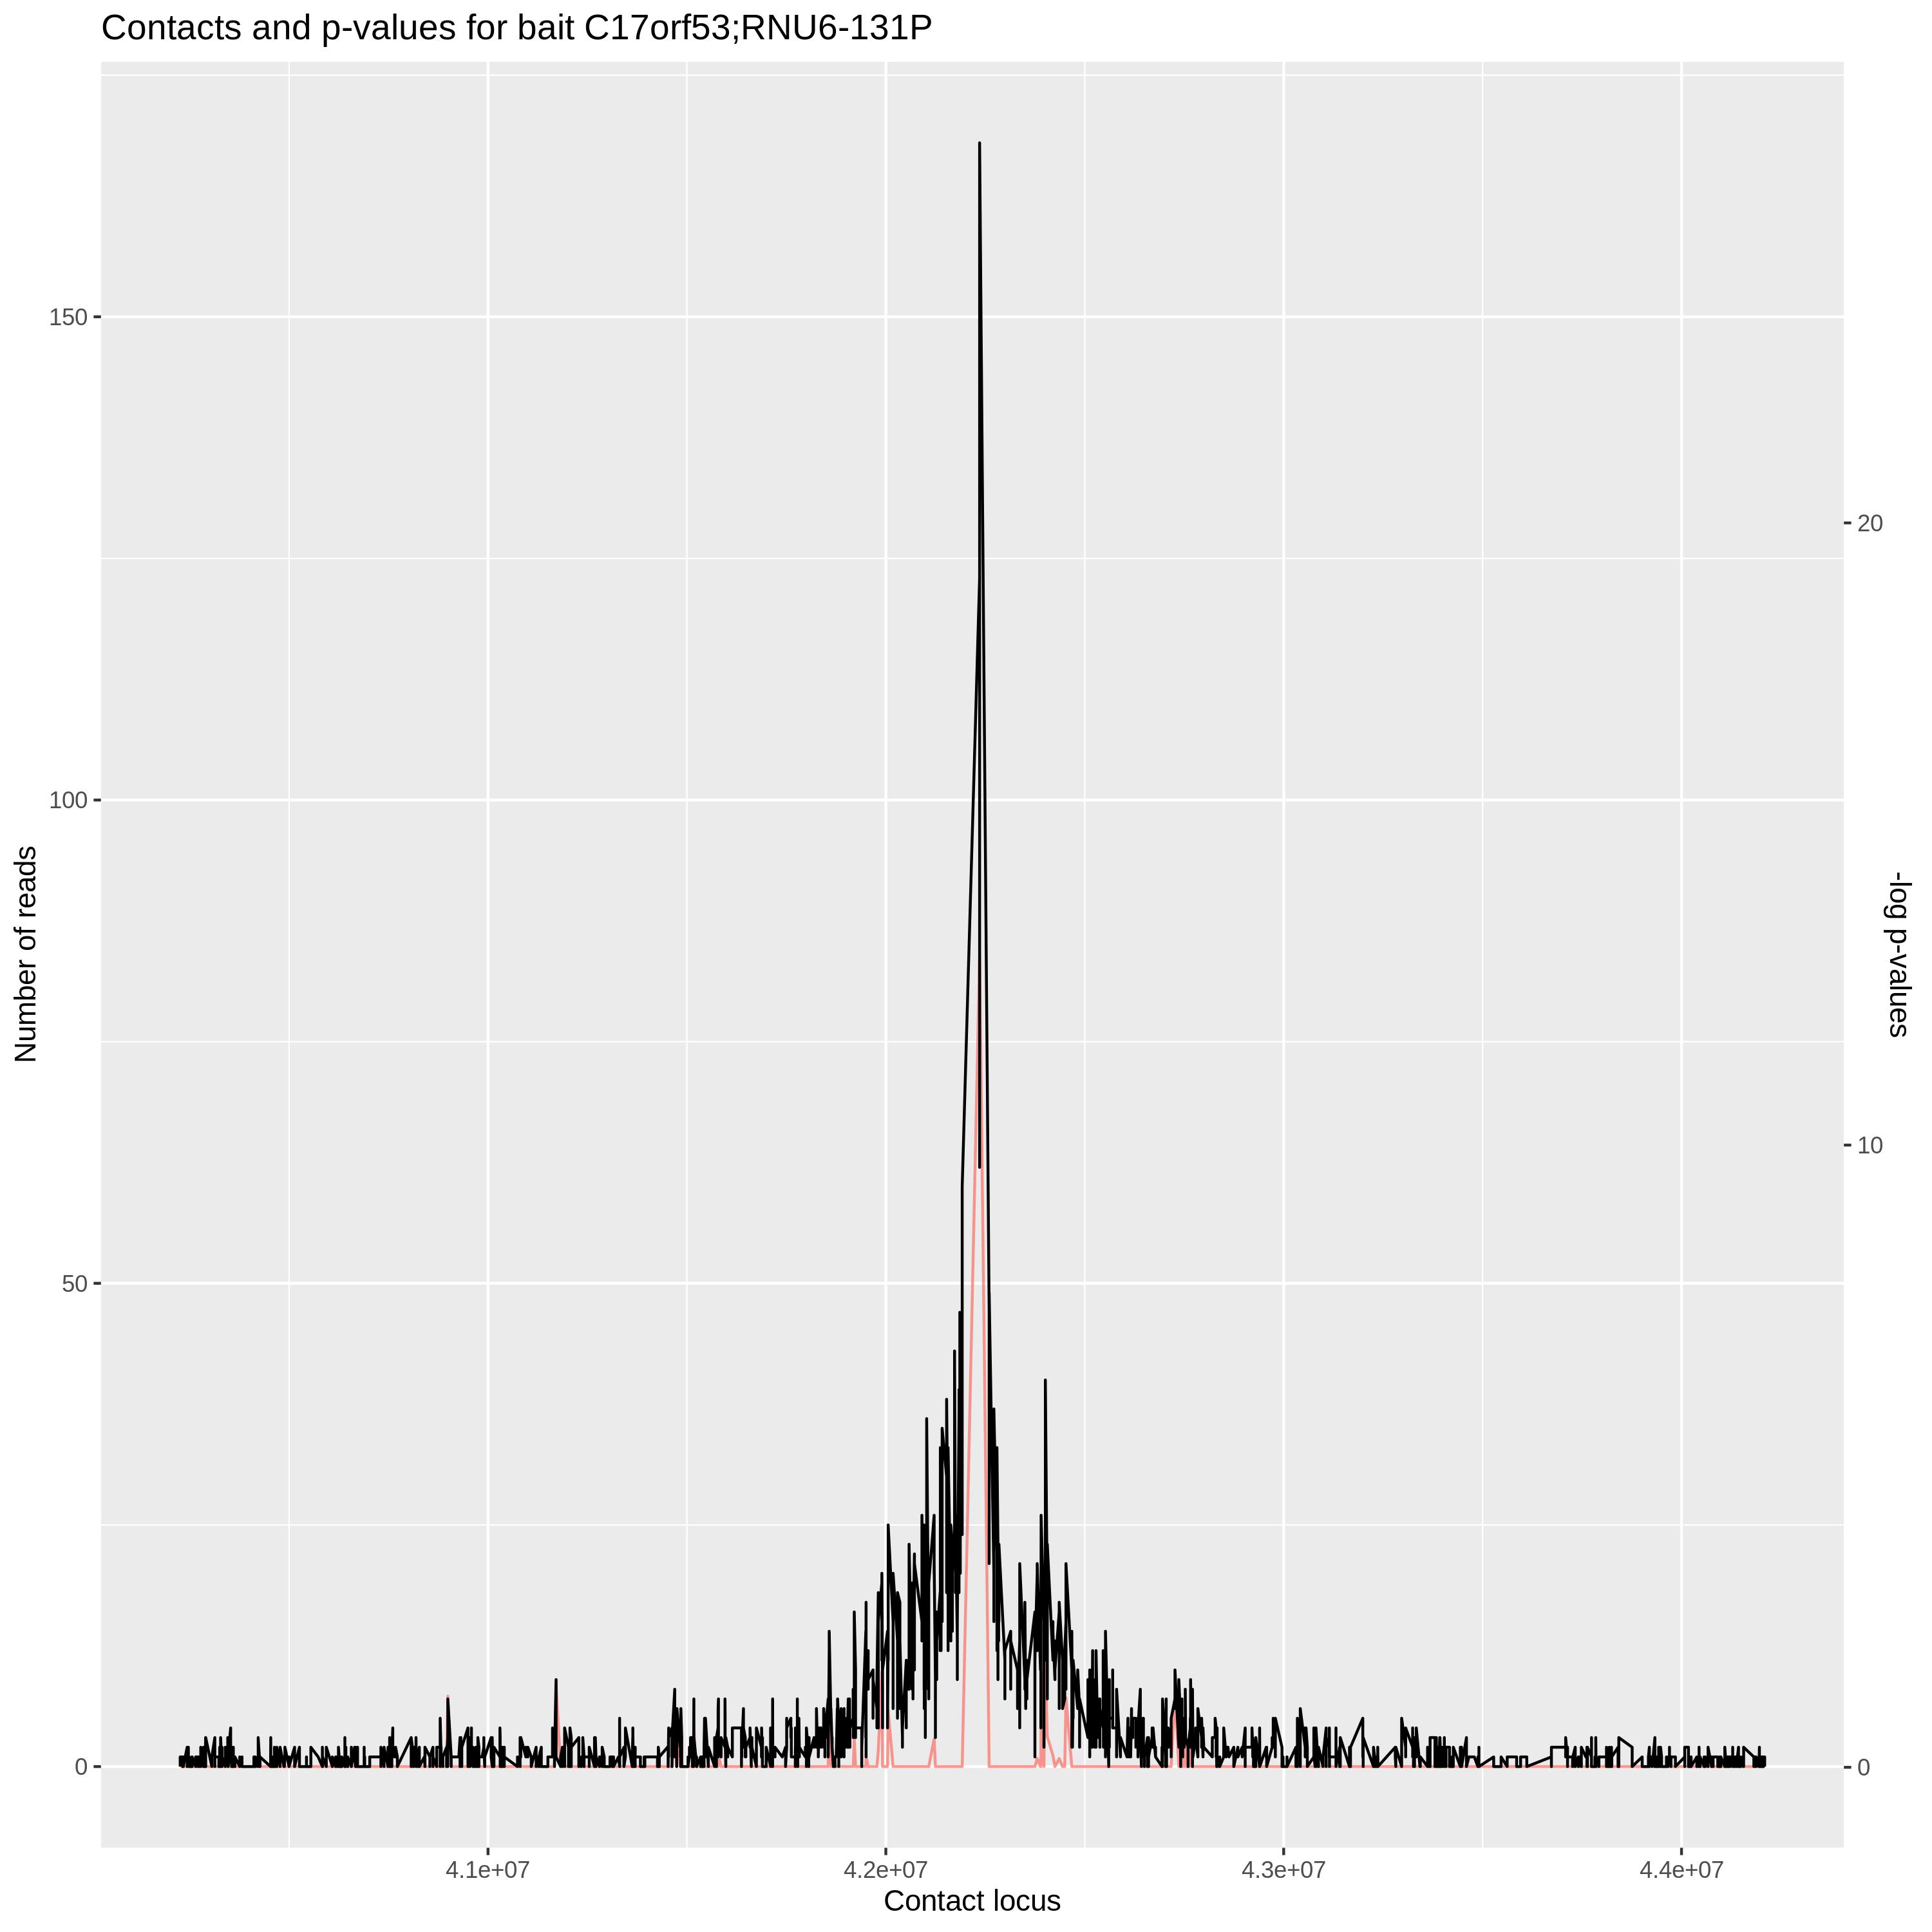 Contacts and p-values for bait C17orf53;RNU6-131P
150
100
50
0
Number of reads
20
10
0
-log p-values
4.1e+07
4.2e+07
4.3e+07
4.4e+07
Contact locus